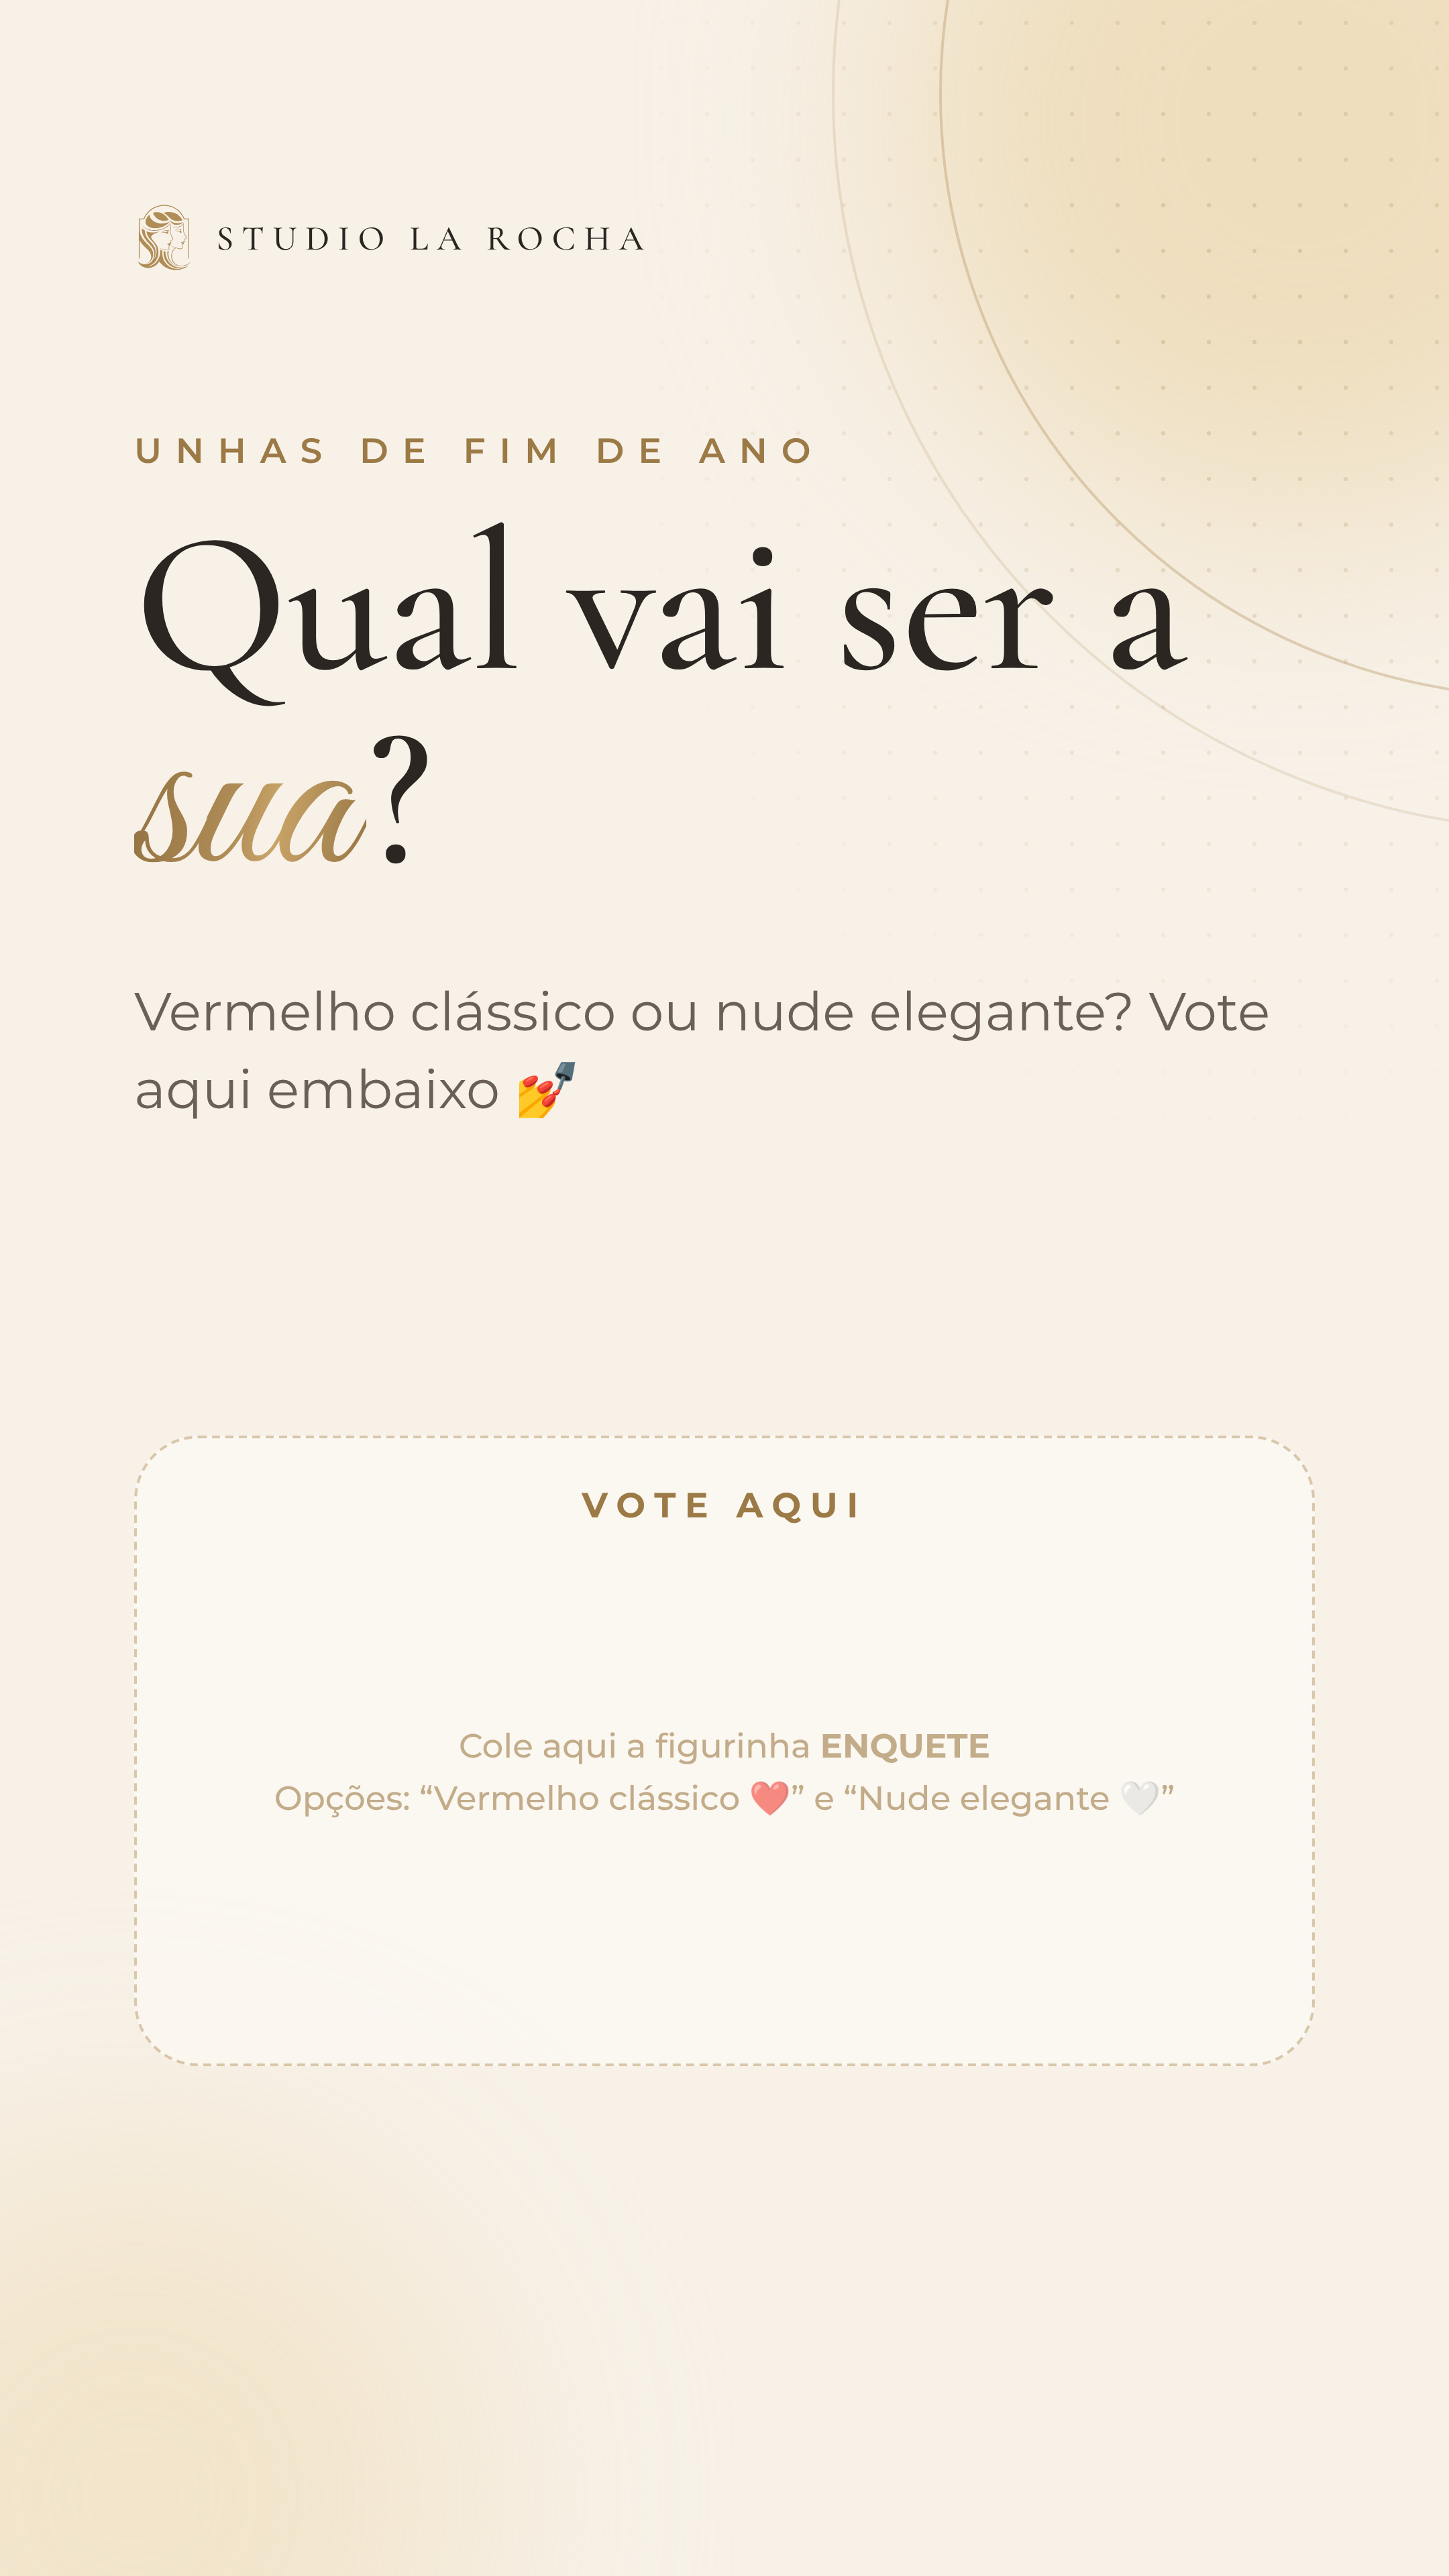 STUDIO LA ROCHA
UNHAS DE FIM DE ANO
Qual vai ser a
sua?
Vermelho clássico ou nude elegante? Vote
aqui embaixo 💅
VOTE AQUI
Cole aqui a figurinha ENQUETE
Opções: “Vermelho clássico ❤️” e “Nude elegante 🤍”